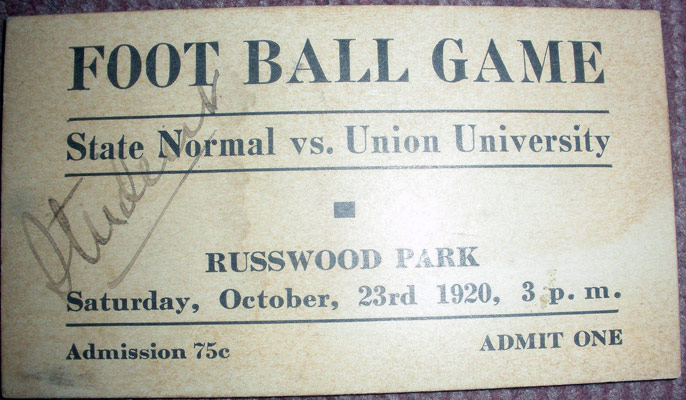 FOOT BALL GAME
State Normal vs. Union University
Student
RUSSWOOD PARK
Saturday, October, 23rd 1920, 3 p. m.
Admission 75c
ADMIT ONE